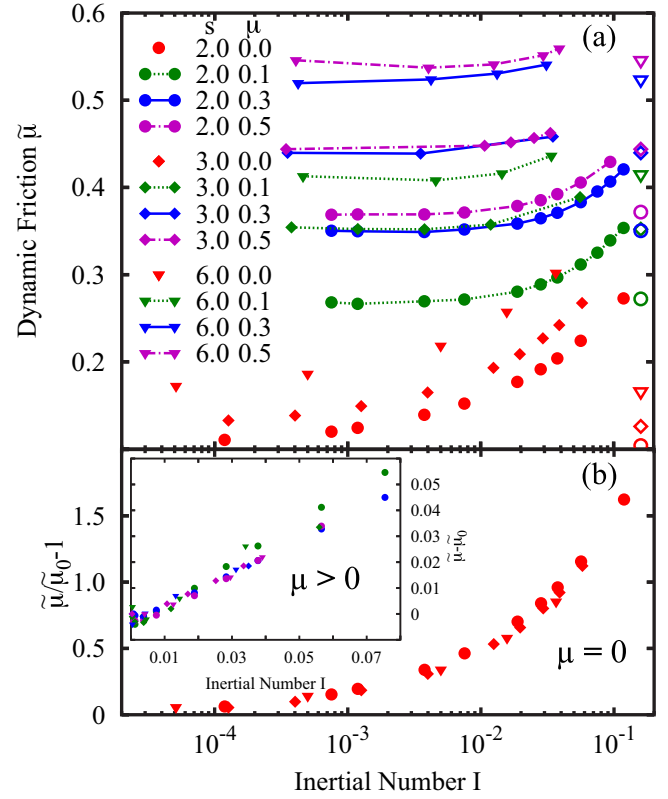 (a)
s μ
2.0 0.0
2.0 0.1
2.0 0.3
2.0 0.5
3.0 0.0
3.0 0.1
3.0 0.3
3.0 0.5
6.0 0.0
6.0 0.1
6.0 0.3
6.0 0.5
0.6
0.5
0.4
0.3
0.2
Dynamic Friction μ̃
(b)
1.5
1.0
0.5
0
μ̃/μ̃₀-1
μ > 0
0.05
0.04
0.03
0.02
0.01
0
μ̃-μ̃₀
0.01 0.03 0.05 0.07
Inertial Number I
μ = 0
10⁻⁴ 10⁻³ 10⁻² 10⁻¹
Inertial Number I